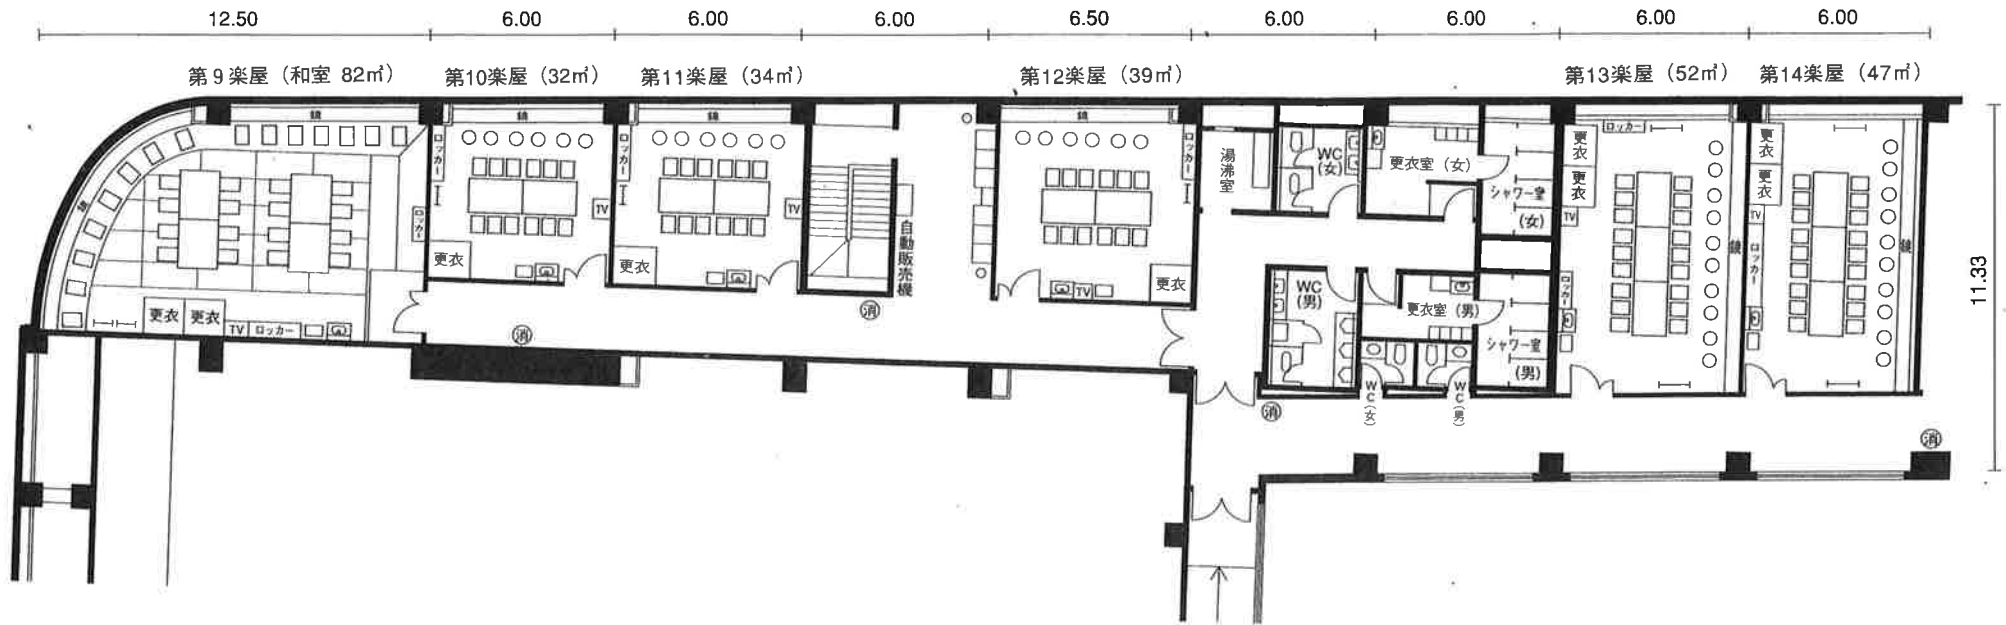 12.50 6.00 6.00 6.00 6.50 6.00 6.00 6.00 6.00
第9楽屋(和室 82㎡) 第10楽屋(32㎡) 第11楽屋(34㎡) 第12楽屋(39㎡) 第13楽屋(52㎡) 第14楽屋(47㎡)
11.33
鏡
鏡
ロッカー
更衣
更衣
TV
ロッカー
鏡
ロッカー
TV
更衣
鏡
ロッカー
TV
更衣
自動販売機
鏡
ロッカー
TV
更衣
湯沸室
WC
(女)
更衣室(女)
シャワー室
(女)
WC
(男)
更衣室(男)
シャワー室
(男)
WC(女)
WC(男)
更衣
更衣
TV
ロッカー
ロッカー
鏡
更衣
更衣
TV
ロッカー
鏡
消
消
消
消